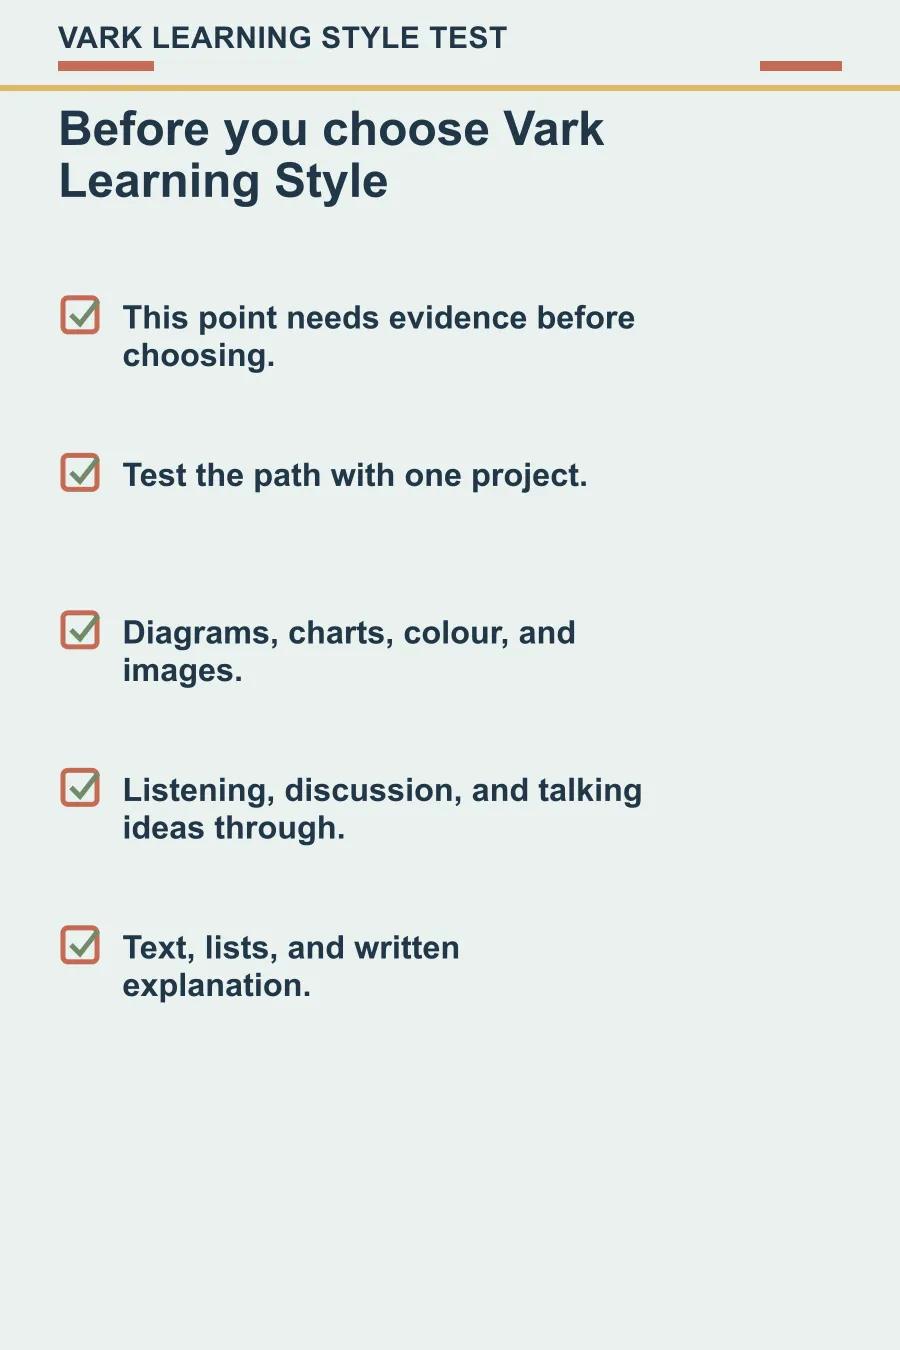 VARK LEARNING STYLE TEST
Before you choose Vark
Learning Style
This point needs evidence before
choosing.
Test the path with one project.
Diagrams, charts, colour, and
images.
Listening, discussion, and talking
ideas through.
Text, lists, and written
explanation.